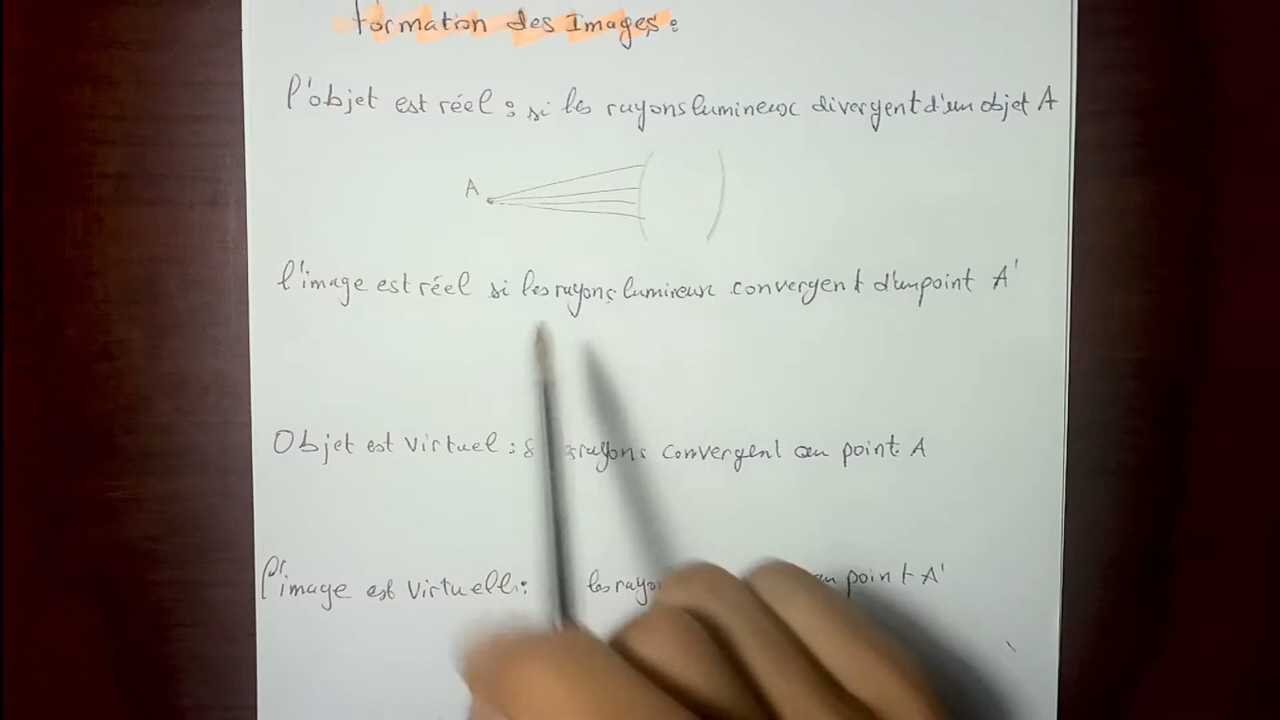 formation des Images :
l'objet est réel : si les rayons lumineux divergent d'un objet A
A
l'image est réel si les rayons lumineux convergent d'un point A'
Objet est virtuel : rayons convergent au point A
l'image est virtuelle : les point A'